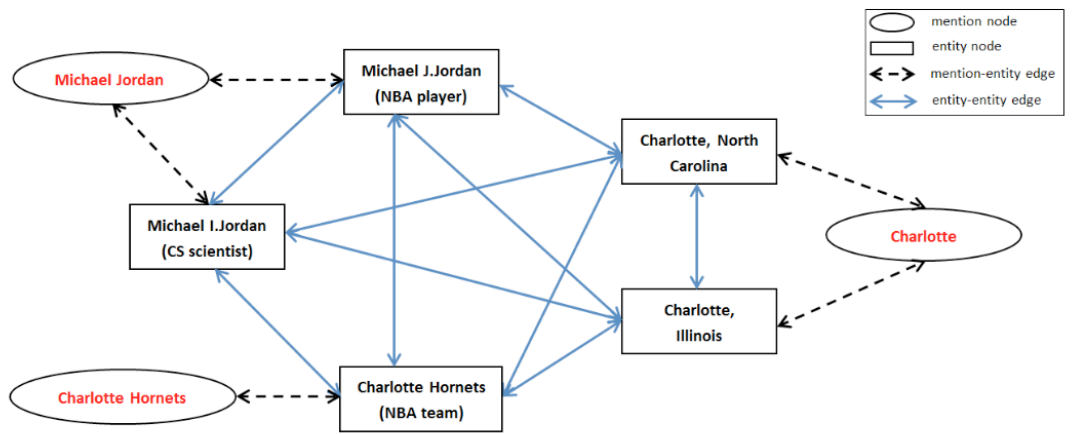 mention node
entity node
mention-entity edge
entity-entity edge
Michael Jordan
Michael J.Jordan
(NBA player)
Charlotte, North
Carolina
Michael I.Jordan
(CS scientist)
Charlotte
Charlotte,
Illinois
Charlotte Hornets
Charlotte Hornets
(NBA team)